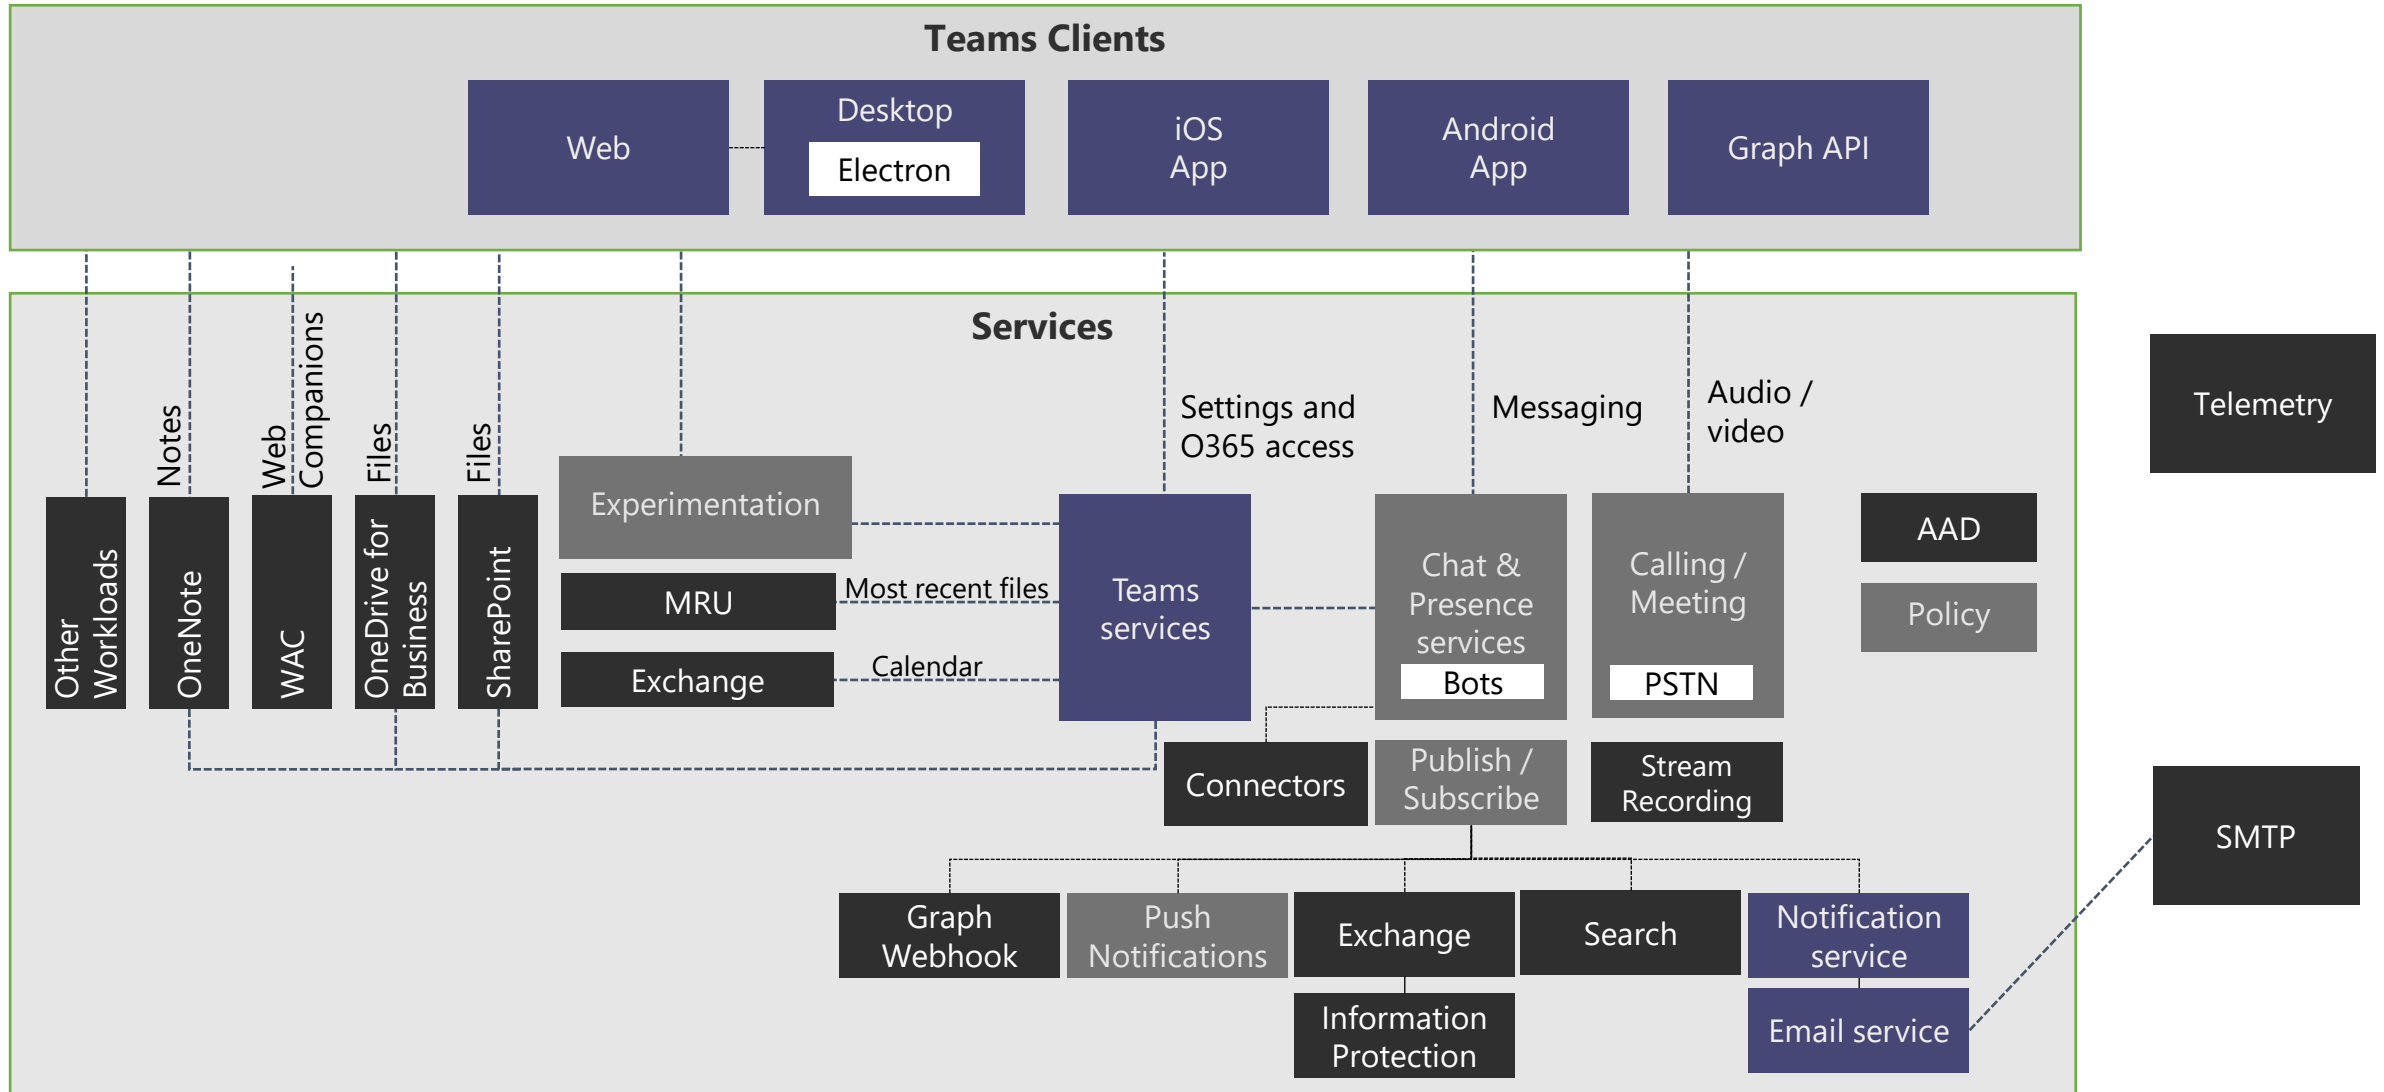 Teams Clients
Web
Desktop
Electron
iOS
App
Android
App
Graph API
Services
Notes
Web
Companions
Files
Files
Settings and
O365 access
Messaging
Audio /
video
Telemetry
Other
Workloads
OneNote
WAC
OneDrive for
Business
SharePoint
Experimentation
MRU
Most recent files
Exchange
Calendar
Teams
services
Chat &
Presence
services
Bots
Calling /
Meeting
PSTN
AAD
Policy
Connectors
Publish /
Subscribe
Stream
Recording
SMTP
Graph
Webhook
Push
Notifications
Exchange
Search
Notification
service
Information
Protection
Email service